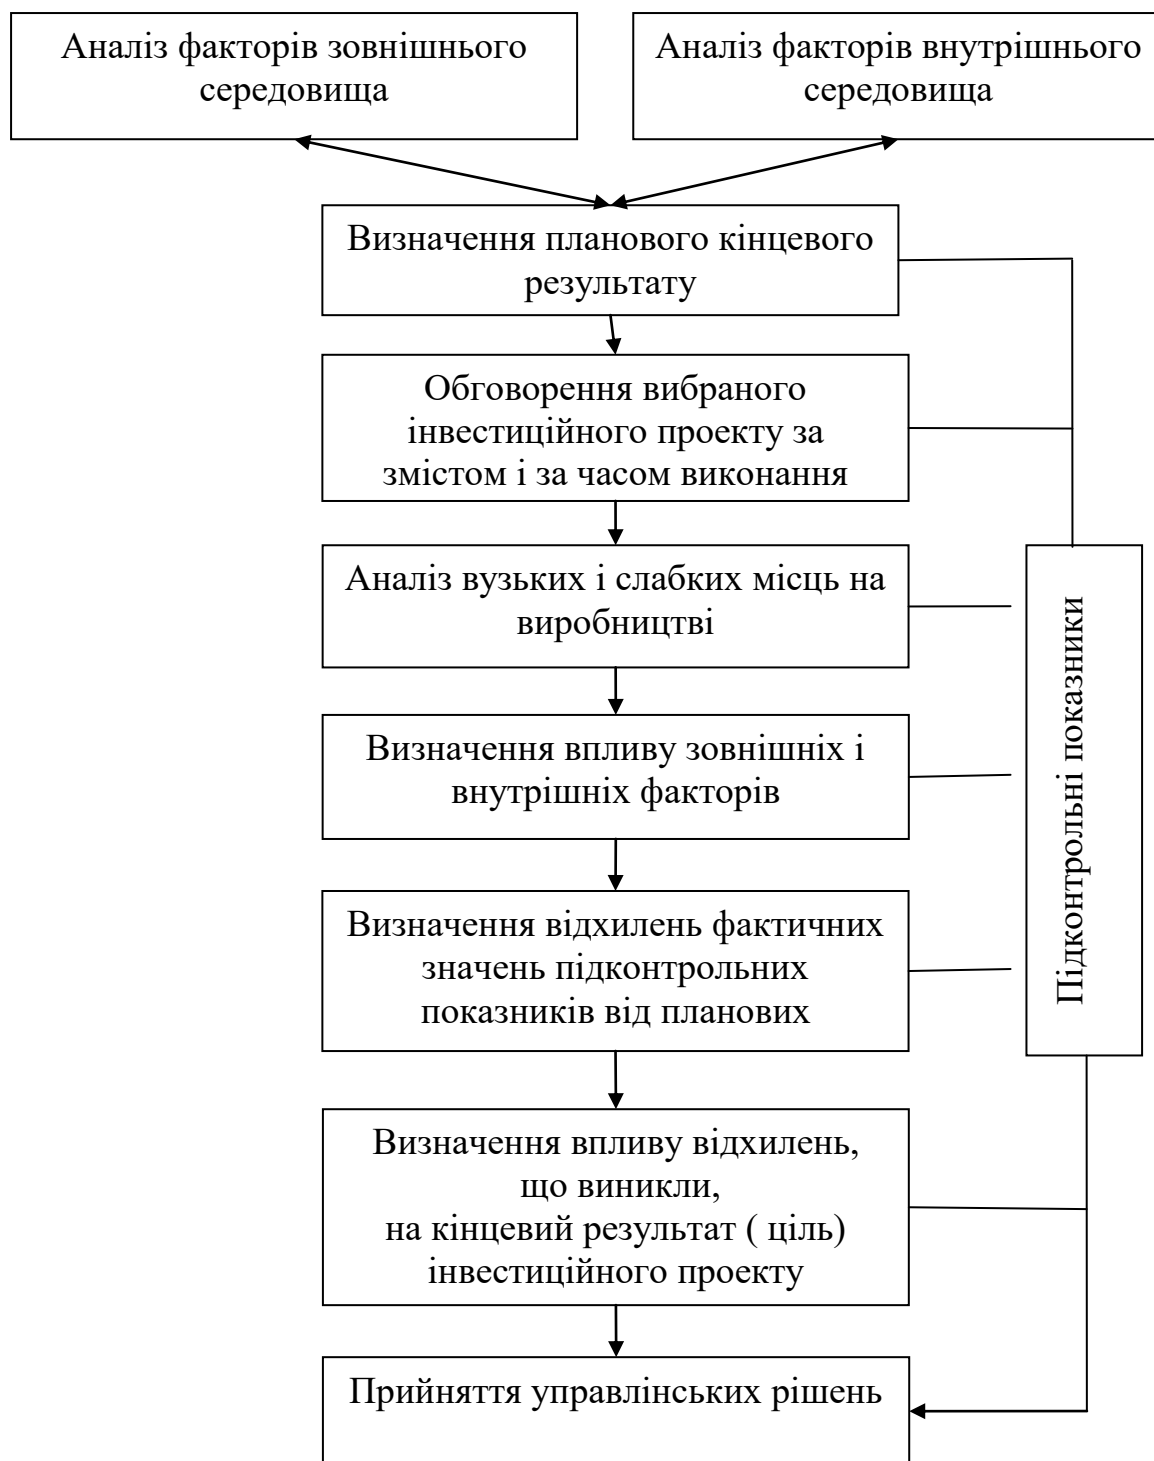 Аналіз факторів зовнішнього
середовища
Аналіз факторів внутрішнього
середовища
Визначення планового кінцевого
результату
Обговорення вибраного
інвестиційного проекту за
змістом і за часом виконання
Аналіз вузьких і слабких місць на
виробництві
Визначення впливу зовнішніх і
внутрішніх факторів
Визначення відхилень фактичних
значень підконтрольних
показників від планових
Визначення впливу відхилень,
що виникли,
на кінцевий результат ( ціль)
інвестиційного проекту
Прийняття управлінських рішень
Підконтрольні показники